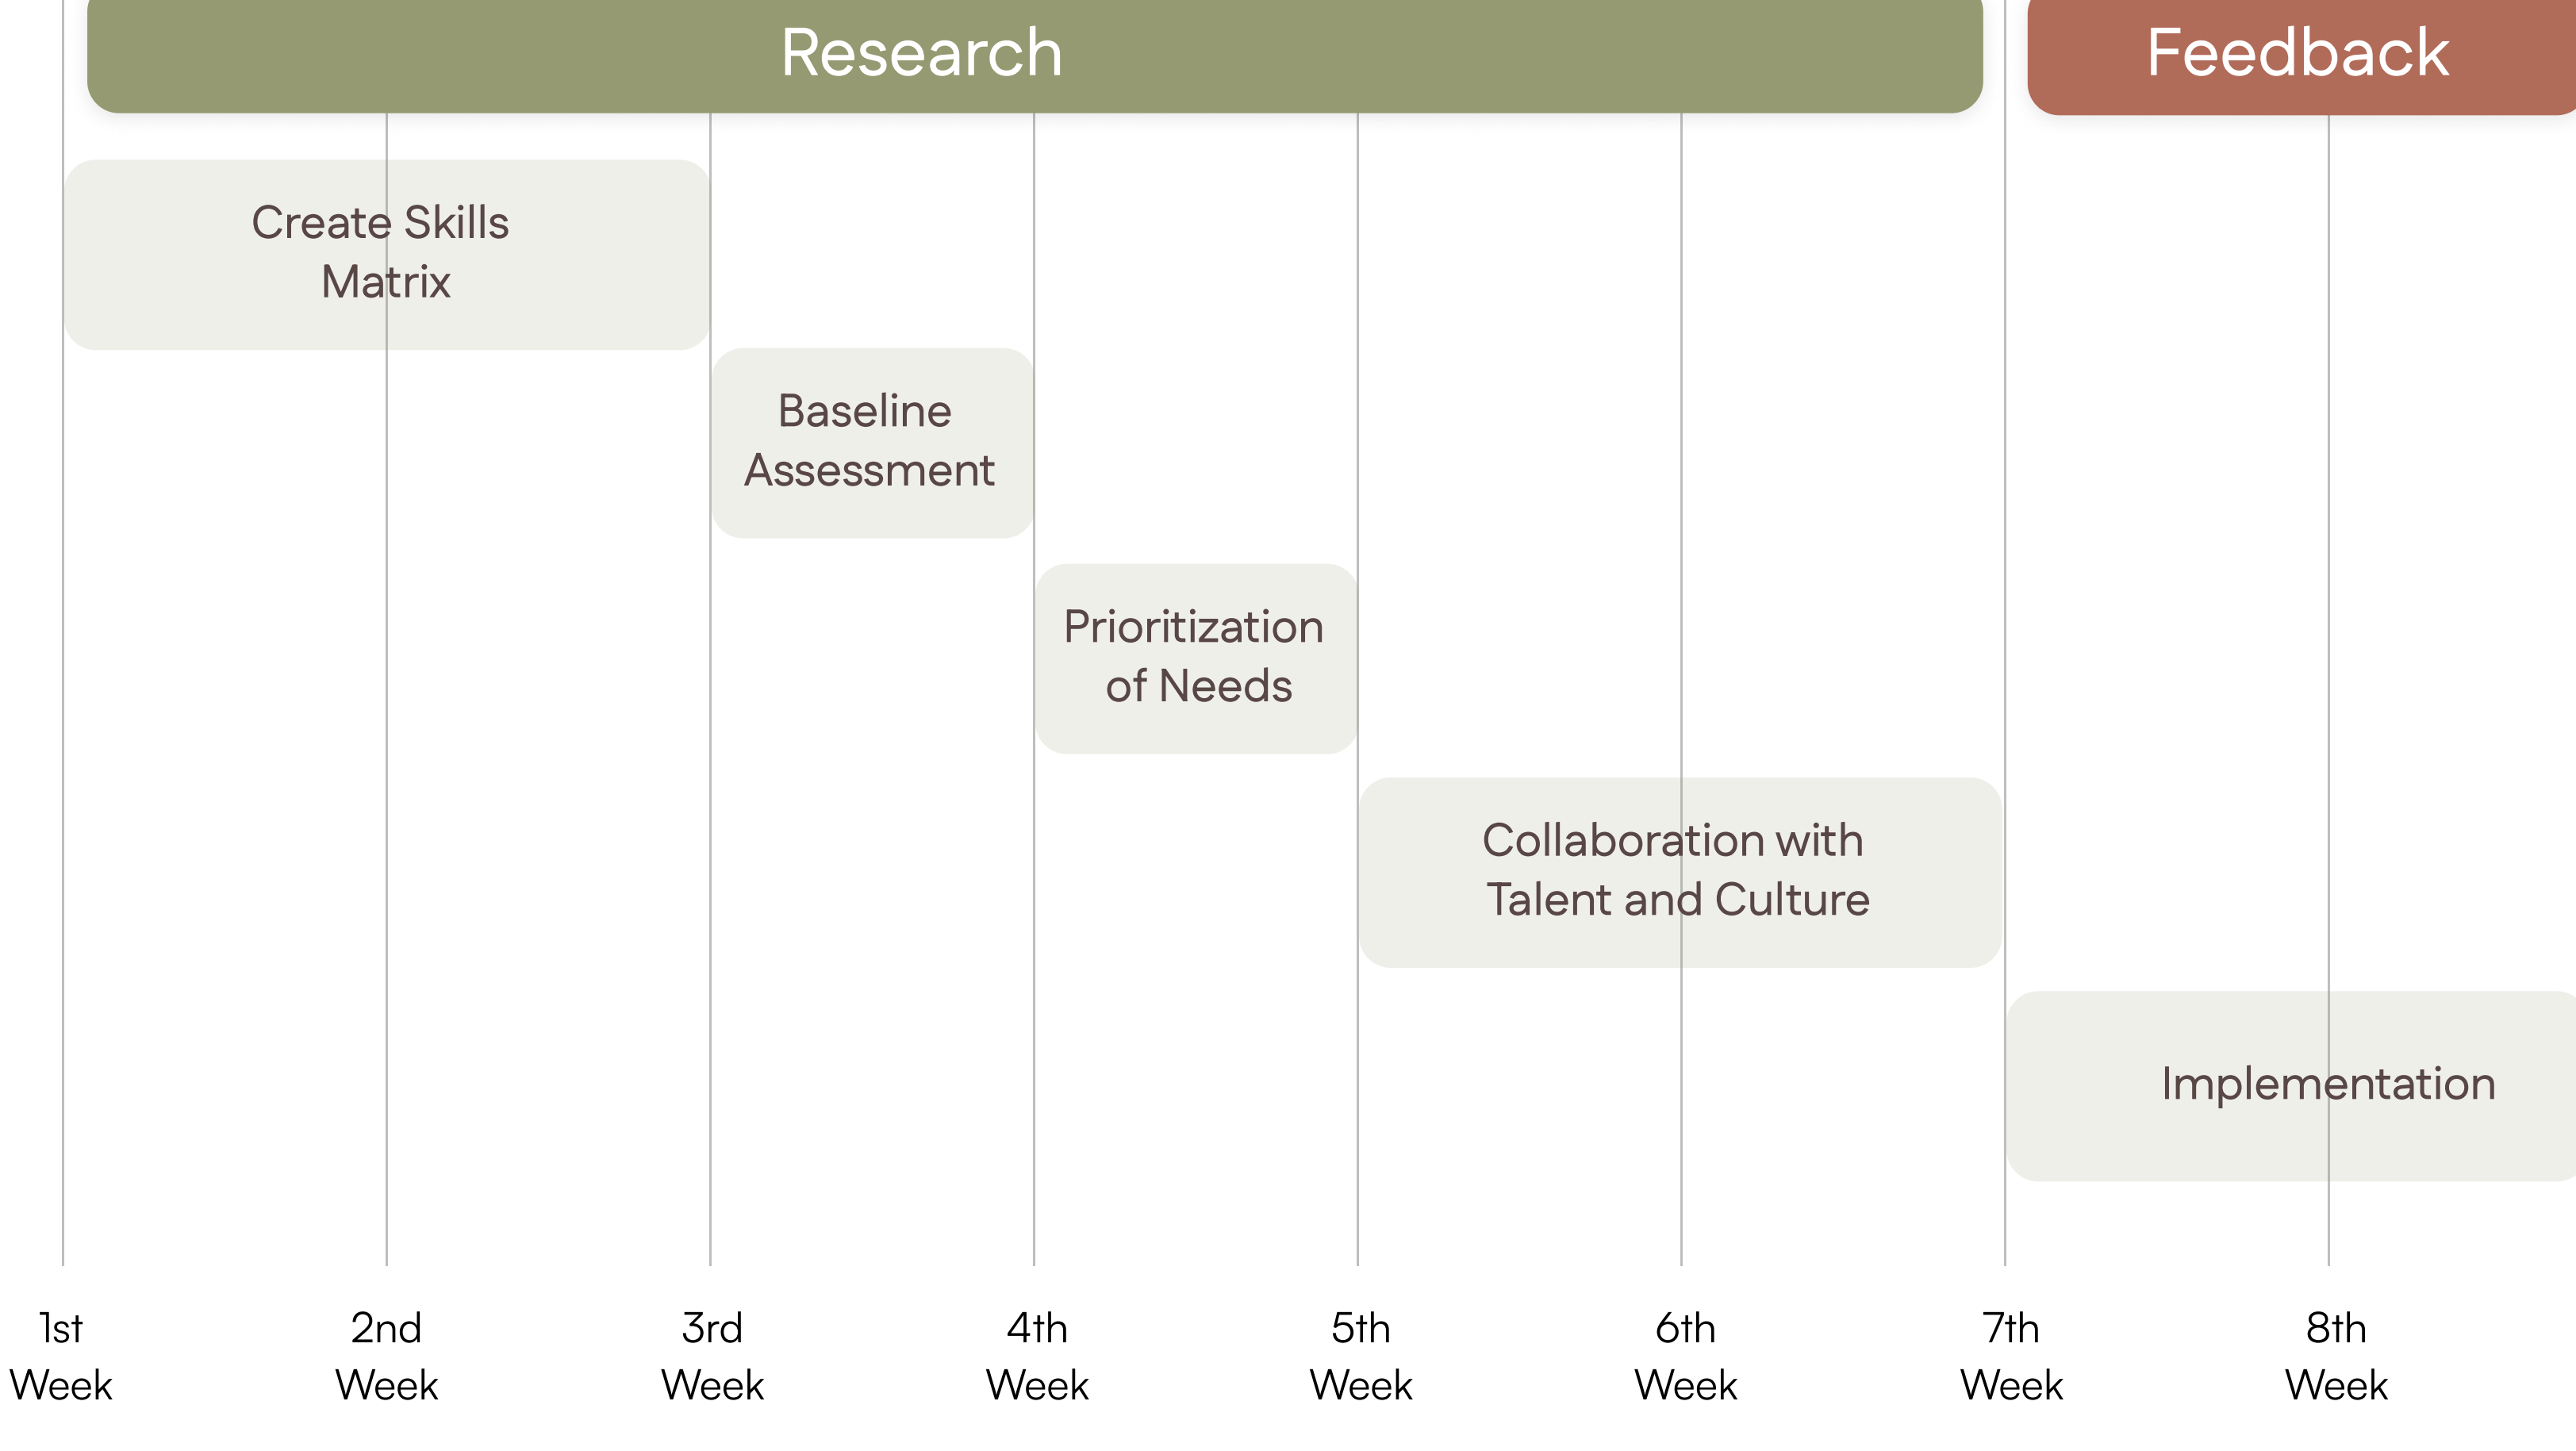 Research
Feedback
Create Skills
Matrix
Baseline
Assessment
Prioritization
of Needs
Collaboration with
Talent and Culture
Implementation
1st
Week
2nd
Week
3rd
Week
4th
Week
5th
Week
6th
Week
7th
Week
8th
Week